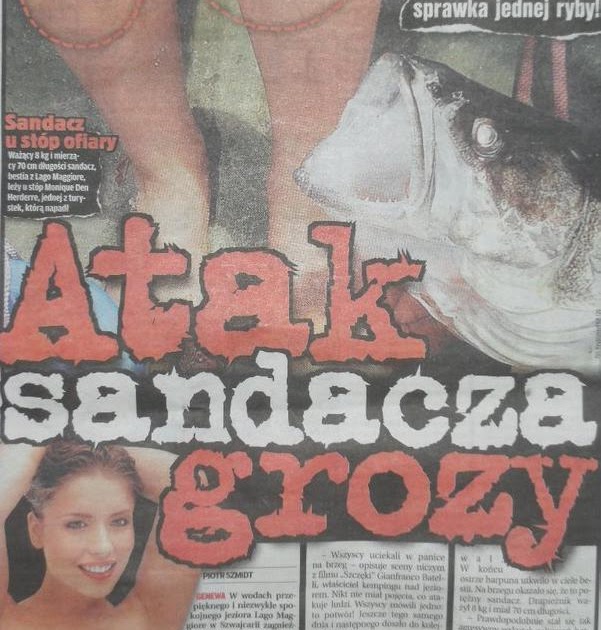 sprawka jednej ryby!
Sandacz
u stóp ofiary
Ważący 8 kg i mierzą-
cy 70 cm długości sandacz,
bestia z Lago Maggiore,
leży u stóp Monique Den
Herderre, jednej z tury-
stek, którą napadł
Atak
sandacza
grozy
PIOTR SZMIDT
GENEWA W wodach prze-
pięknego i niezwykle spo-
kojnego jeziora Lago Mag-
giore w Szwajcarii zagnieź-
– Wszyscy uciekali w panice
na brzeg – opisuje sceny niczym
z filmu „Szczęki” Gianfranco Batel-
li, właściciel kempingu nad jezio-
rem. Nikt nie miał pojęcia, co ata-
kuje ludzi. Wszyscy mówili jedno:
to potwór! Jeszcze tego samego
dnia i następnego doszło do kolej-
W końcu
ostrze harpuna utkwiło w ciele be-
stii. Na brzegu okazało się, że to po-
tężny sandacz. Drapieżnik wa-
żył 8 kg i miał 70 cm długości.
– Prawdopodobnie stał się tak